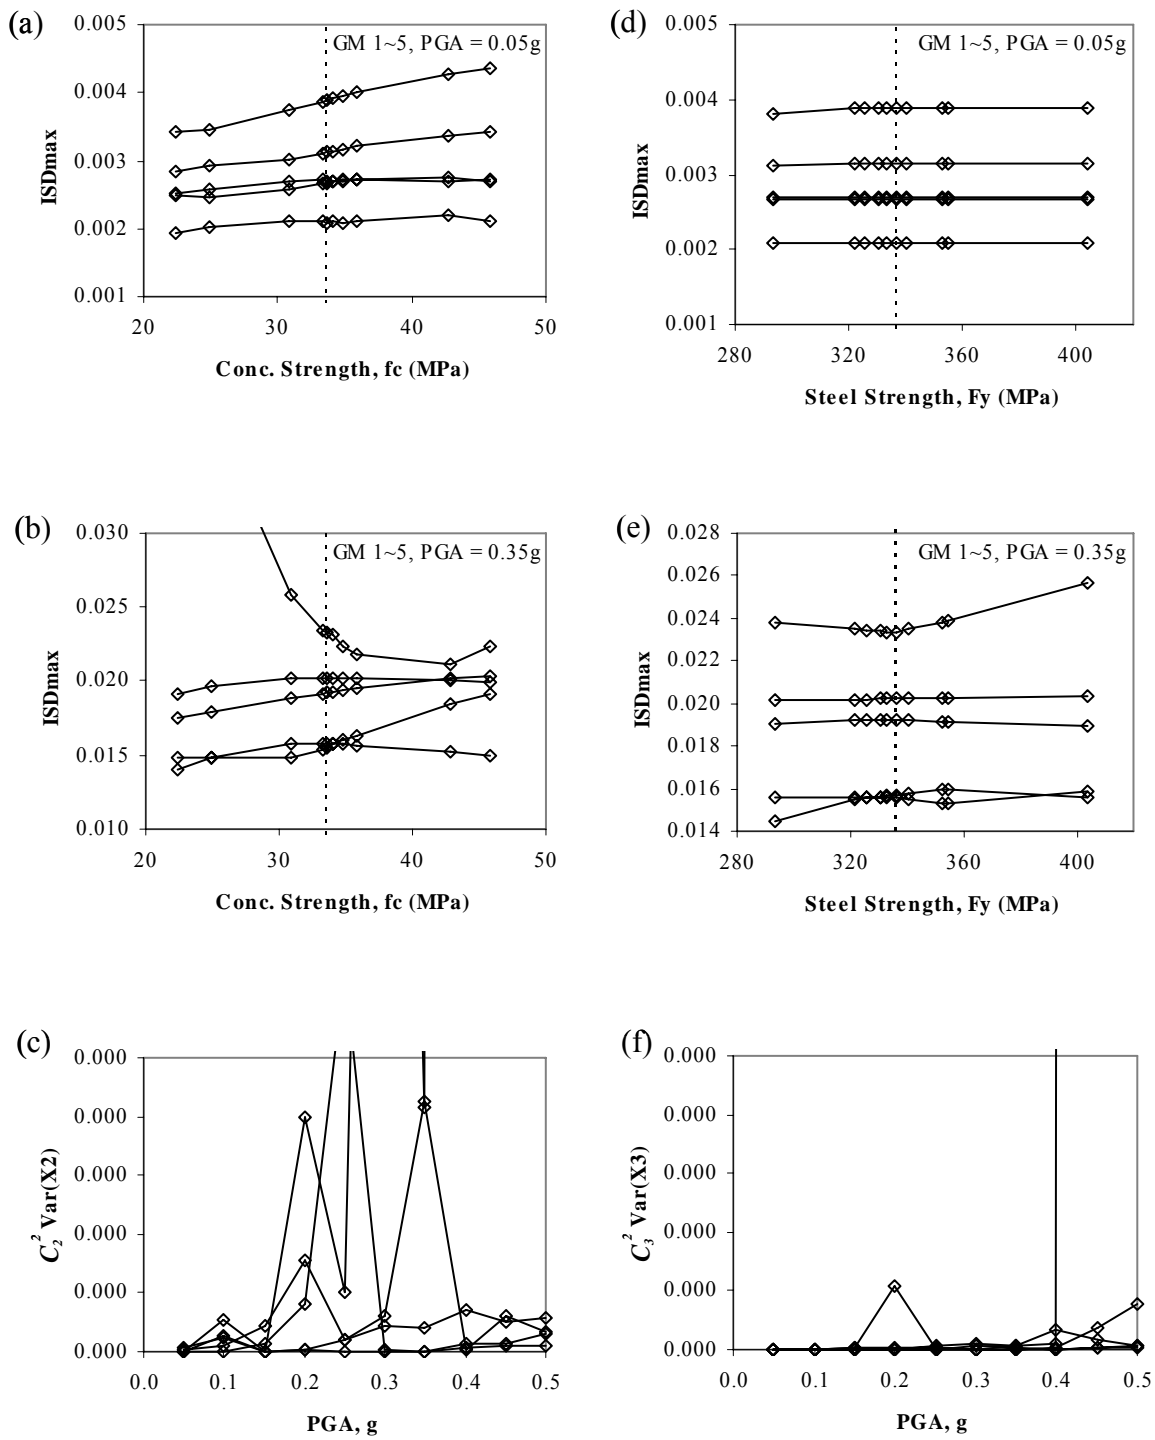 (a)
0.005
0.004
0.003
0.002
0.001
ISDmax
GM 1~5, PGA = 0.05g
20 30 40 50
Conc. Strength, fc (MPa)
(d)
0.005
0.004
0.003
0.002
0.001
ISDmax
GM 1~5, PGA = 0.05g
280 320 360 400
Steel Strength, Fy (MPa)
(b)
0.030
0.025
0.020
0.015
0.010
ISDmax
GM 1~5, PGA = 0.35g
20 30 40 50
Conc. Strength, fc (MPa)
(e)
0.028
0.026
0.024
0.022
0.020
0.018
0.016
0.014
ISDmax
GM 1~5, PGA = 0.35g
280 320 360 400
Steel Strength, Fy (MPa)
(c)
0.000
0.000
0.000
0.000
0.000
0.000
C₂² Var(X2)
0.0 0.1 0.2 0.3 0.4 0.5
PGA, g
(f)
0.000
0.000
0.000
0.000
0.000
0.000
C₃² Var(X3)
0.0 0.1 0.2 0.3 0.4 0.5
PGA, g